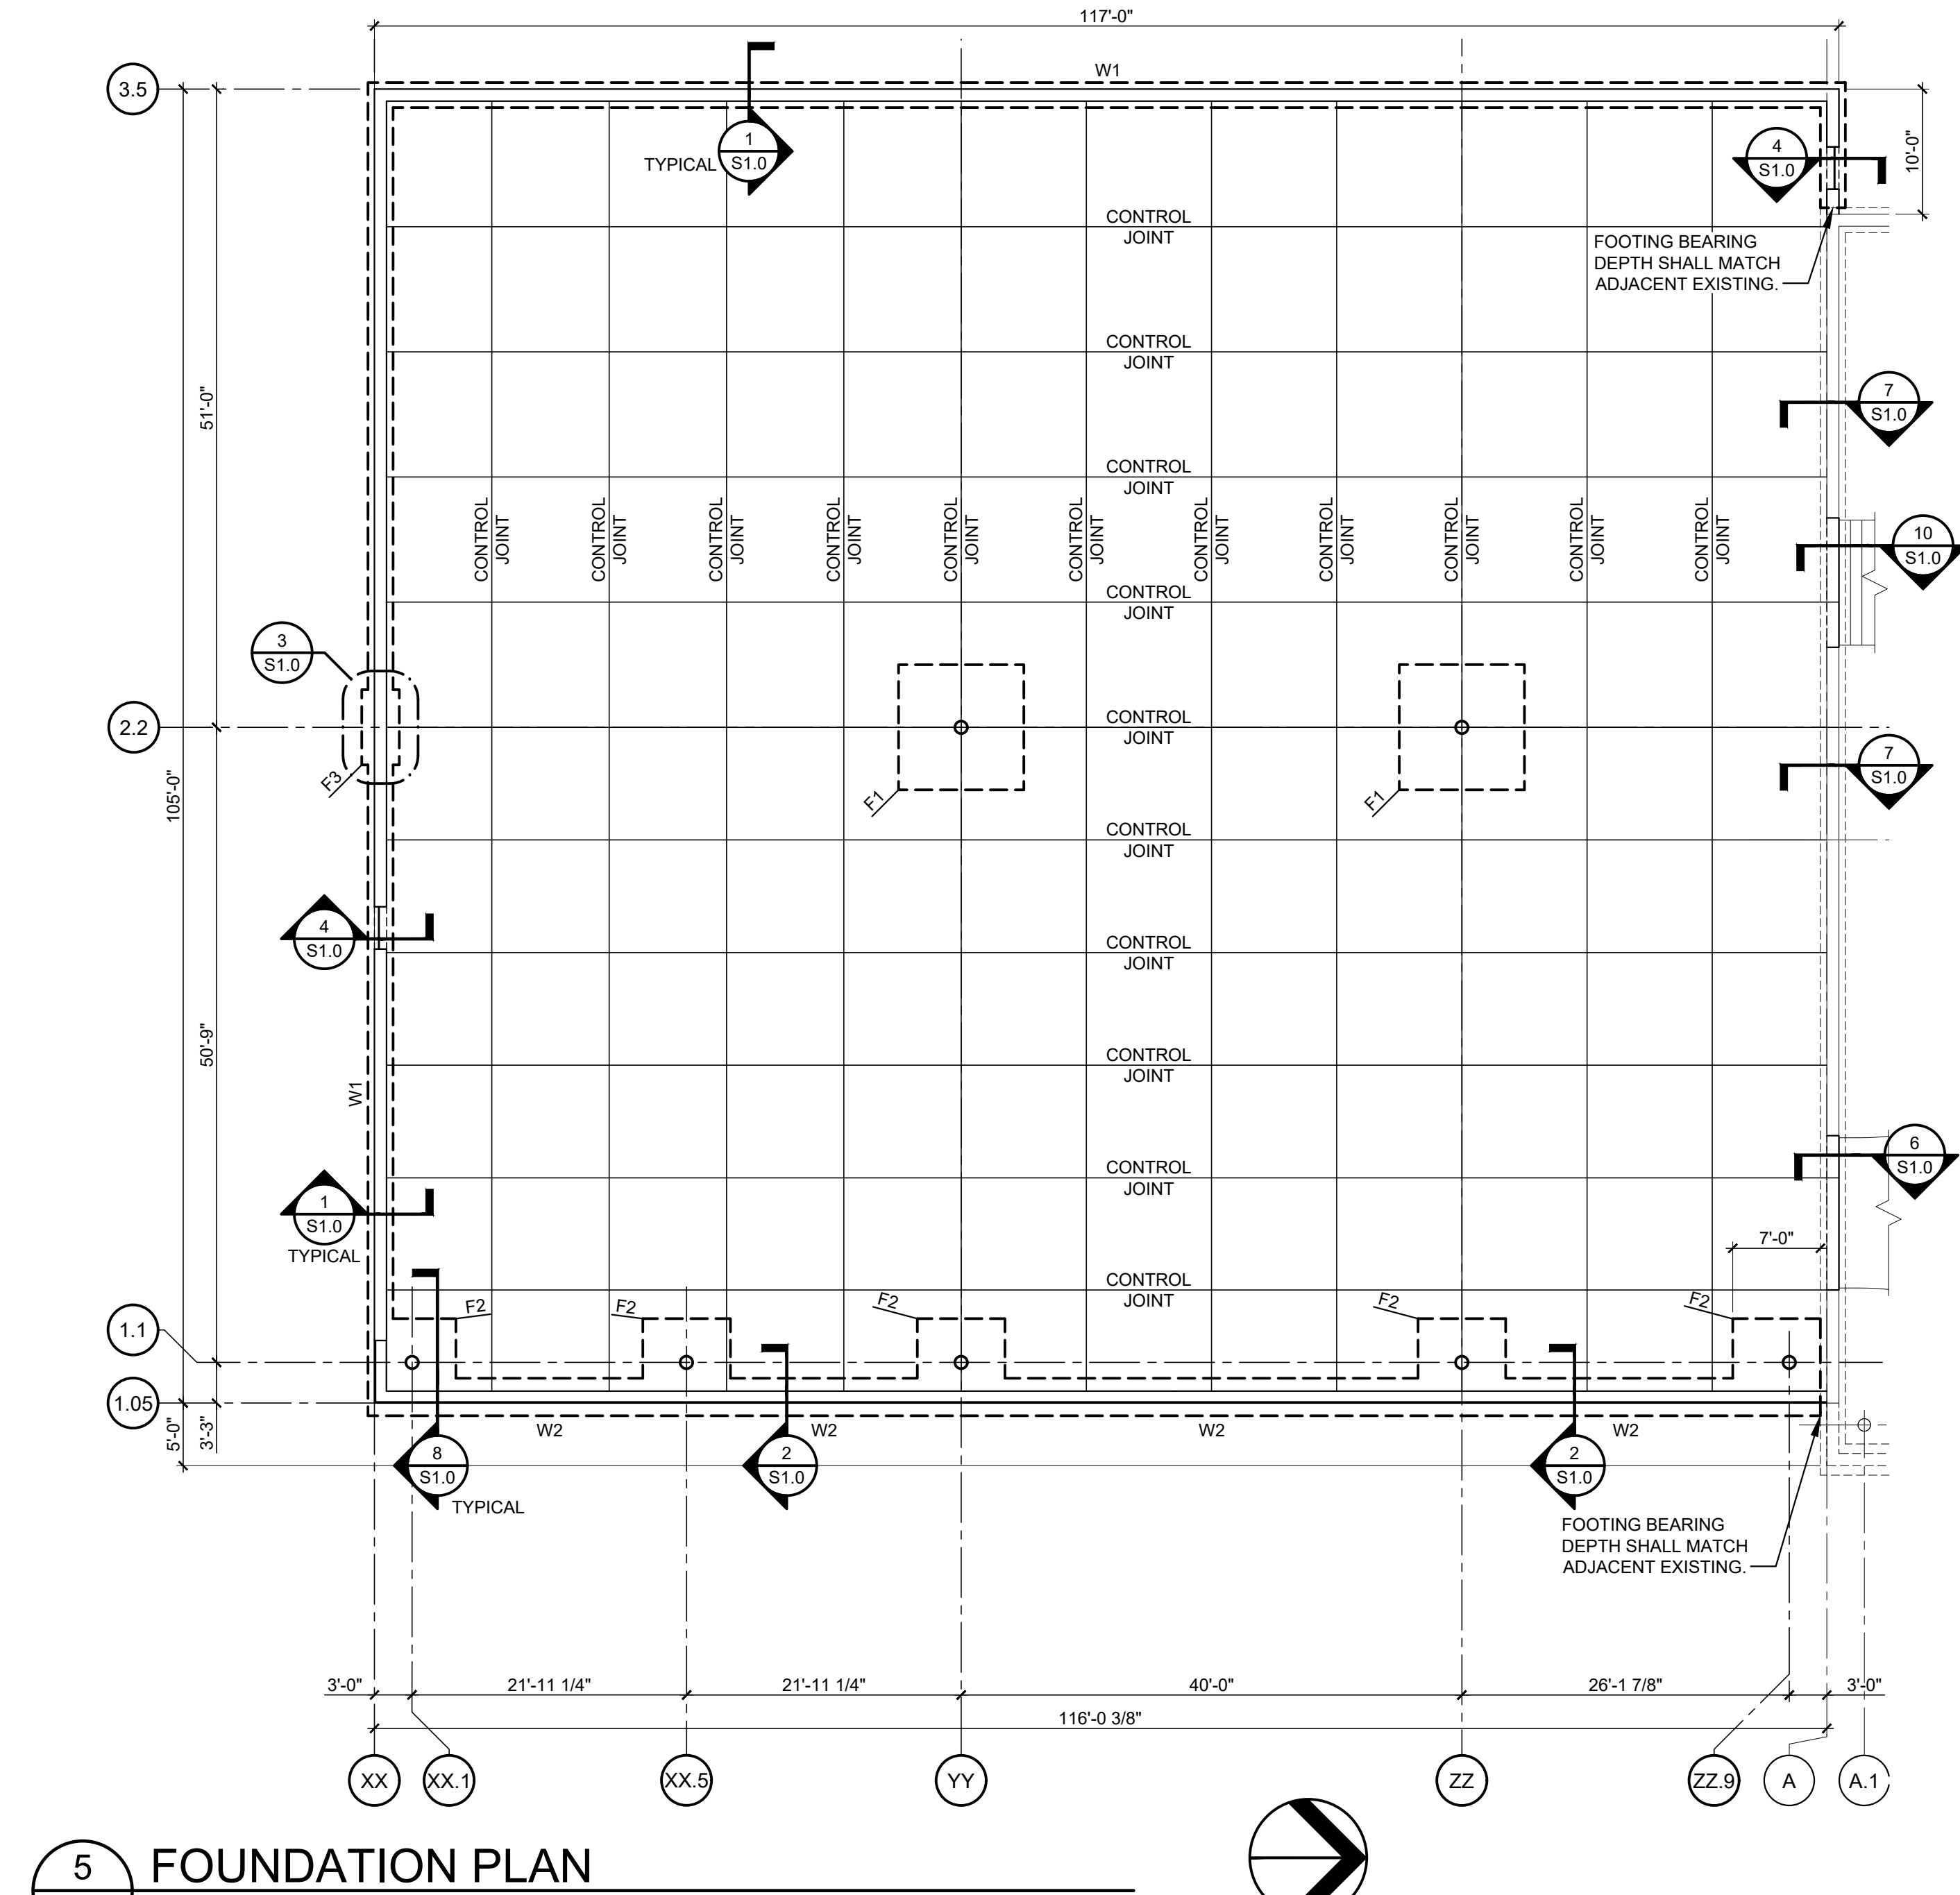 117'-0"
W1
3.5
1
S1.0
TYPICAL
4
S1.0
10'-0"
CONTROL
JOINT
FOOTING BEARING
DEPTH SHALL MATCH
ADJACENT EXISTING.
CONTROL
JOINT
51'-0"
7
S1.0
CONTROL
JOINT
CONTROL
JOINT
CONTROL
JOINT
CONTROL
JOINT
CONTROL
JOINT
CONTROL
JOINT
CONTROL
JOINT
CONTROL
JOINT
CONTROL
JOINT
CONTROL
JOINT
CONTROL
JOINT
CONTROL
JOINT
10
S1.0
CONTROL
JOINT
3
S1.0
2.2
CONTROL
JOINT
105'-0"
F3
F1
F1
7
S1.0
CONTROL
JOINT
4
S1.0
CONTROL
JOINT
50'-9"
W1
CONTROL
JOINT
6
S1.0
CONTROL
JOINT
1
S1.0
TYPICAL
7'-0"
CONTROL
JOINT
F2
F2
F2
F2
F2
1.1
1.05
5'-0"
3'-3"
W2
W2
W2
W2
8
S1.0
TYPICAL
2
S1.0
2
S1.0
FOOTING BEARING
DEPTH SHALL MATCH
ADJACENT EXISTING.
3'-0"
21'-11 1/4"
21'-11 1/4"
40'-0"
26'-1 7/8"
3'-0"
116'-0 3/8"
XX
XX.1
XX.5
YY
ZZ
ZZ.9
A
A.1
5
FOUNDATION PLAN